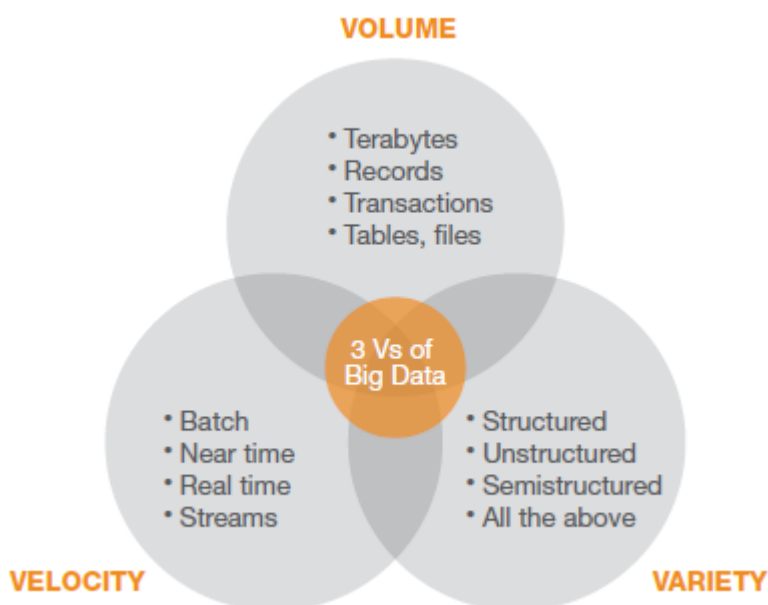 VOLUME
• Terabytes
• Records
• Transactions
• Tables, files
3 Vs of
Big Data
• Batch
• Near time
• Real time
• Streams
• Structured
• Unstructured
• Semistructured
• All the above
VELOCITY
VARIETY